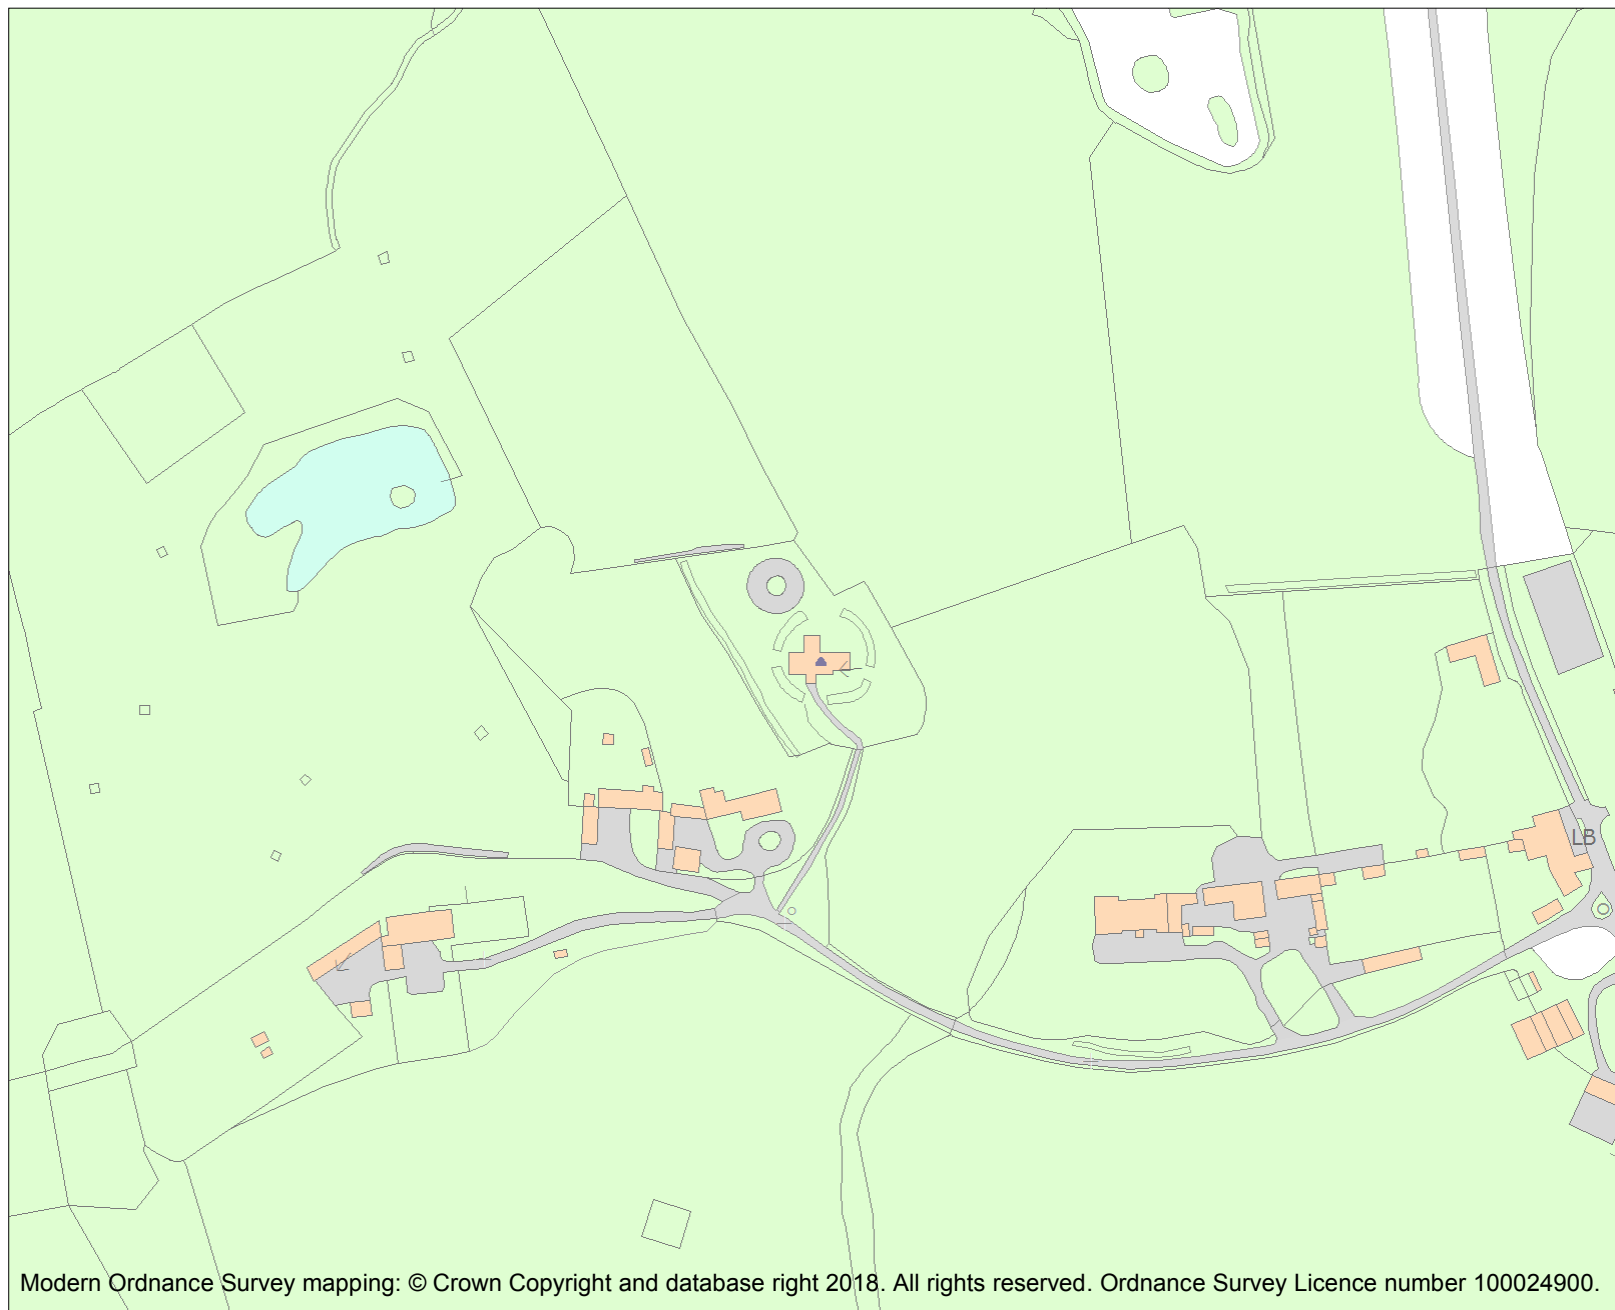 LB
Modern Ordnance Survey mapping: © Crown Copyright and database right 2018. All rights reserved. Ordnance Survey Licence number 100024900.